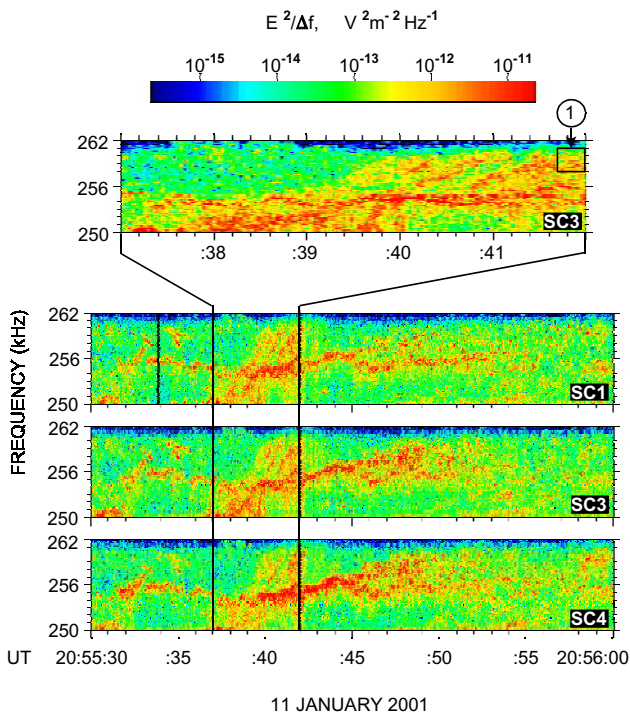 E ²/Δf, V ²m⁻² Hz⁻¹
10⁻¹⁵ 10⁻¹⁴ 10⁻¹³ 10⁻¹² 10⁻¹¹
1
262
256
250
SC3
:38 :39 :40 :41
FREQUENCY (kHz)
262
256
250
SC1
262
256
250
SC3
262
256
250
SC4
UT 20:55:30 :35 :40 :45 :50 :55 20:56:00
11 JANUARY 2001